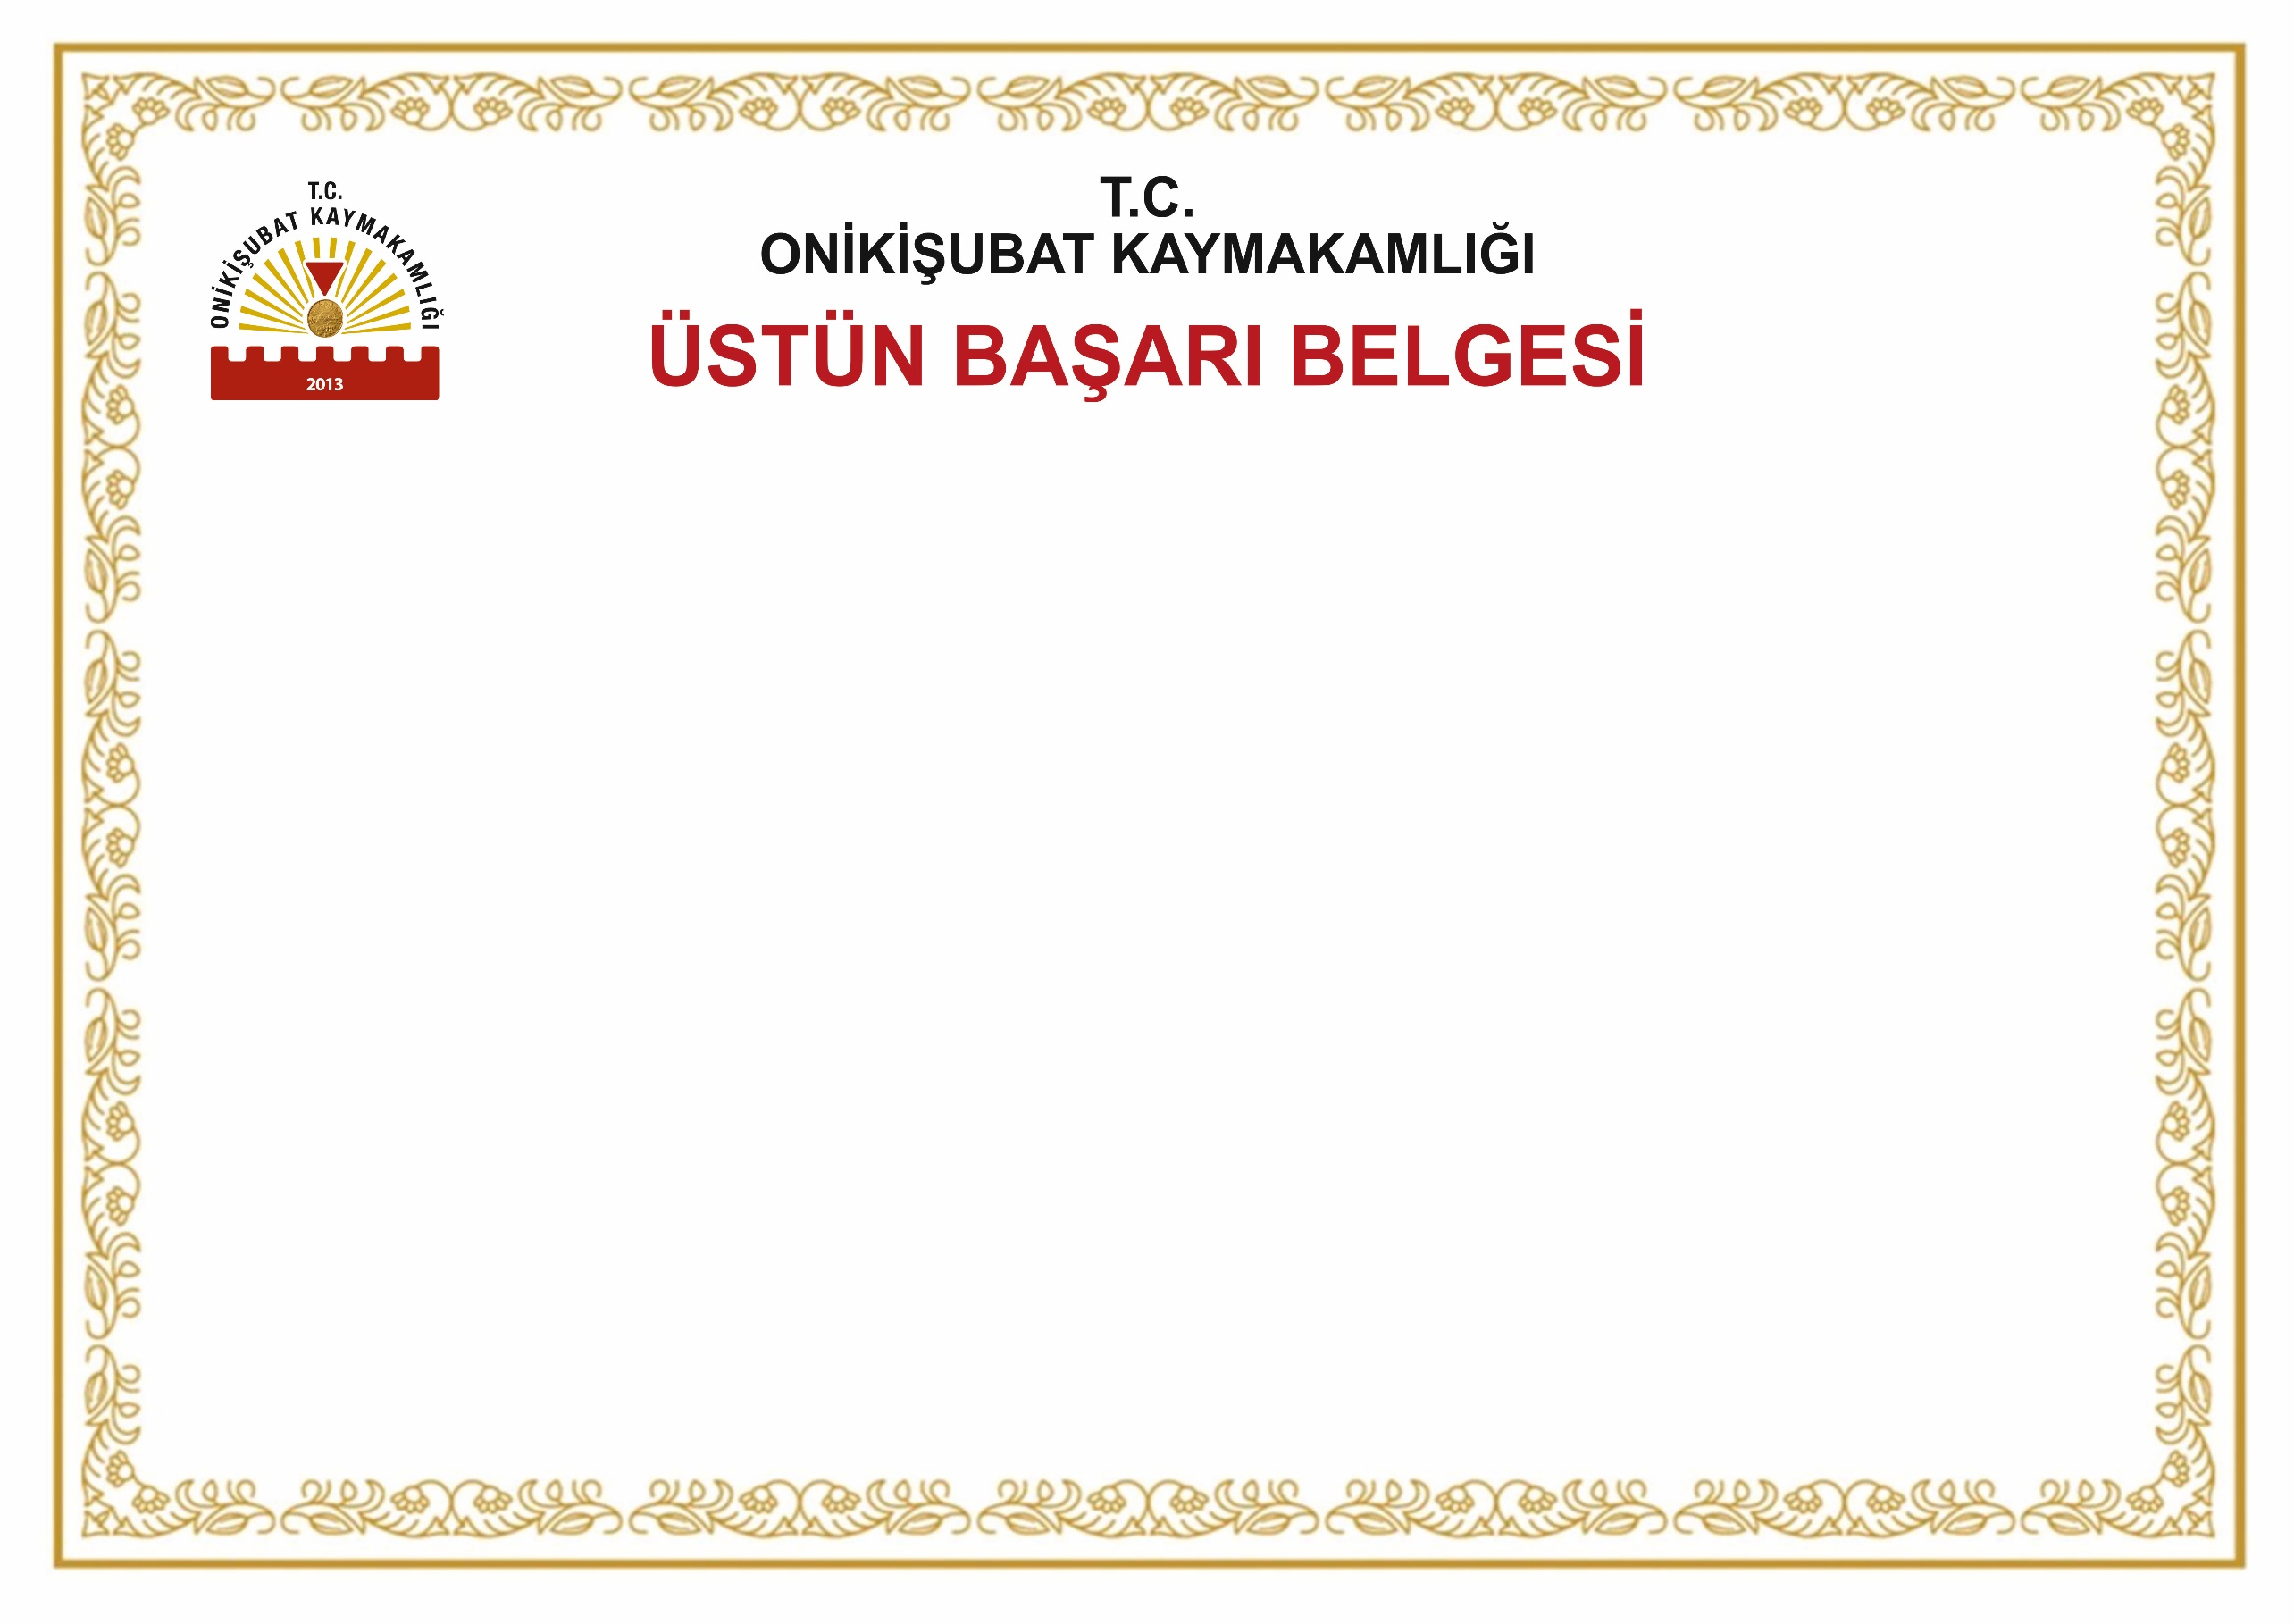 T.C.
ONİKİŞUBAT KAYMAKAMLIĞI
2013
T.C.
ONİKİŞUBAT KAYMAKAMLIĞI
ÜSTÜN BAŞARI BELGESİ